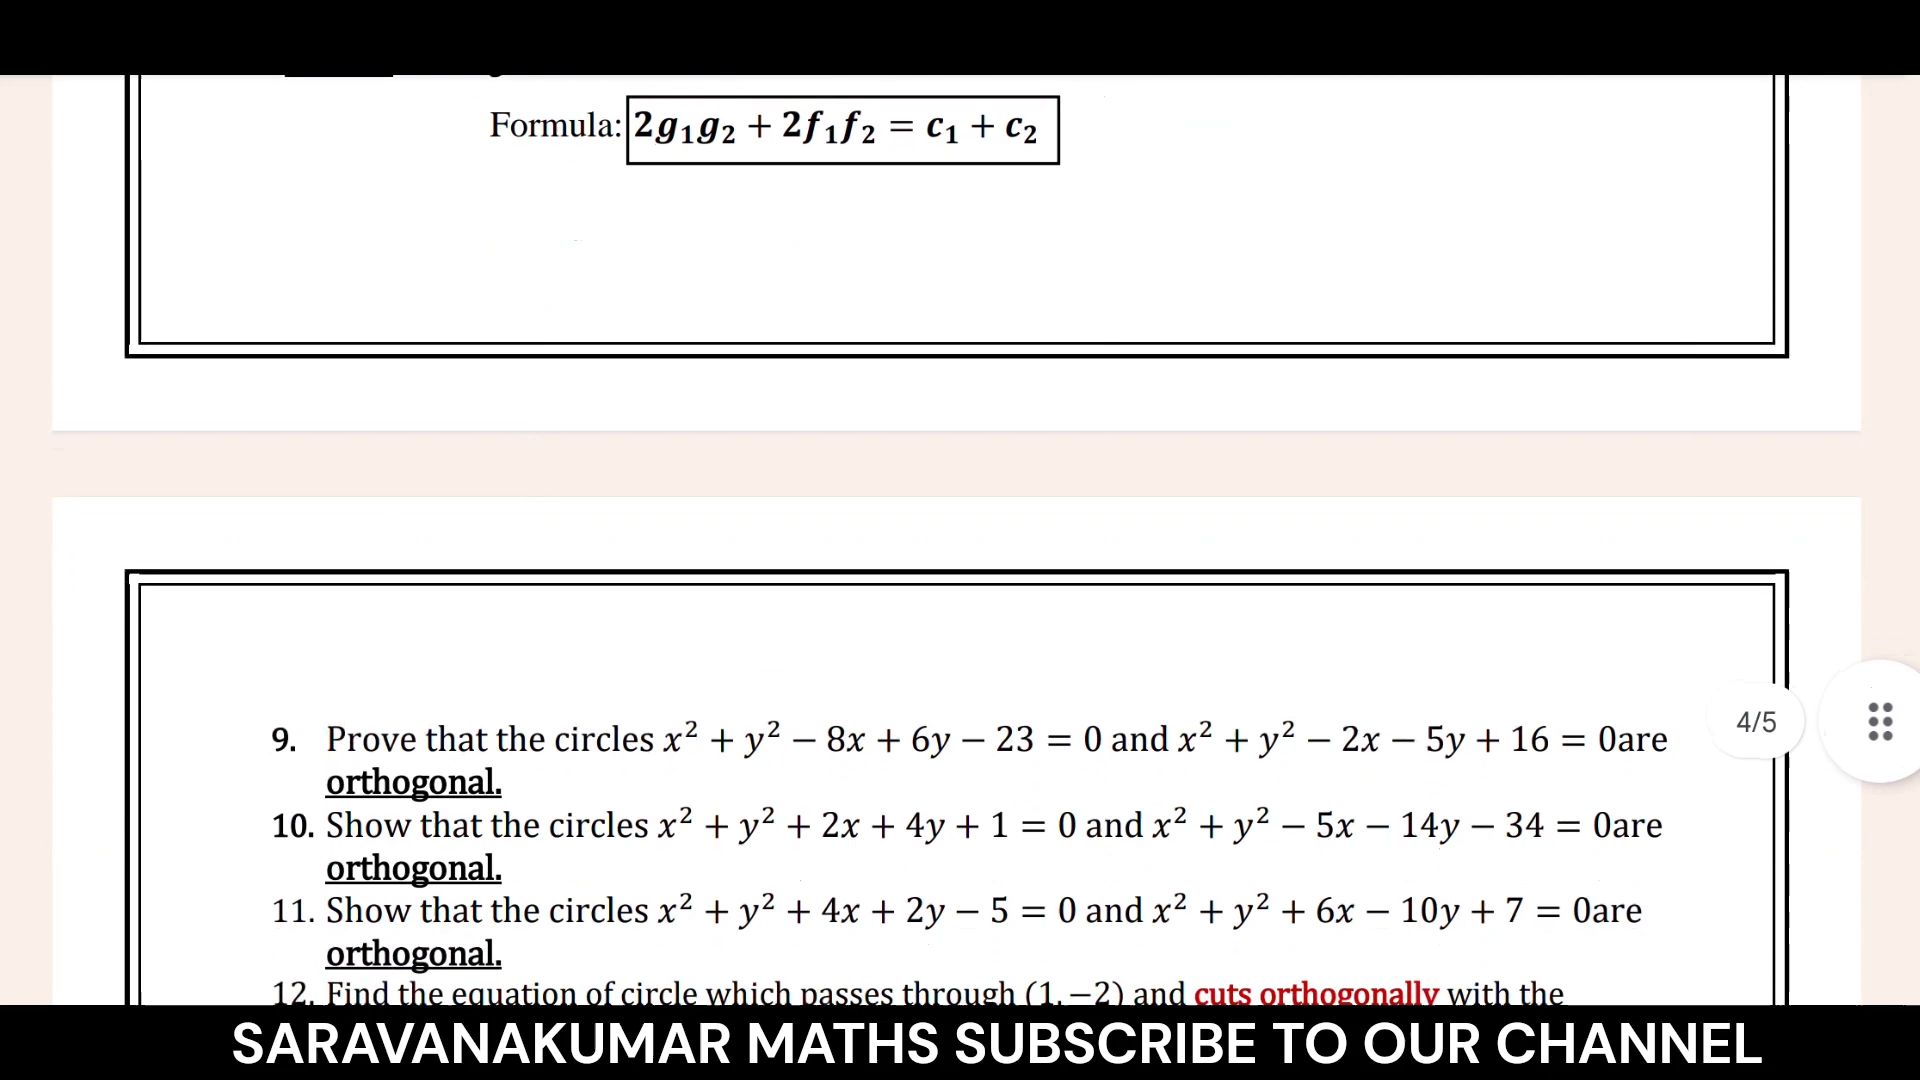 Formula: 2g₁g₂ + 2f₁f₂ = c₁ + c₂
9. Prove that the circles x² + y² − 8x + 6y − 23 = 0 and x² + y² − 2x − 5y + 16 = 0are
orthogonal.
10. Show that the circles x² + y² + 2x + 4y + 1 = 0 and x² + y² − 5x − 14y − 34 = 0are
orthogonal.
11. Show that the circles x² + y² + 4x + 2y − 5 = 0 and x² + y² + 6x − 10y + 7 = 0are
orthogonal.
12. Find the equation of circle which passes through (1, −2) and cuts orthogonally with the
4/5
SARAVANAKUMAR MATHS SUBSCRIBE TO OUR CHANNEL